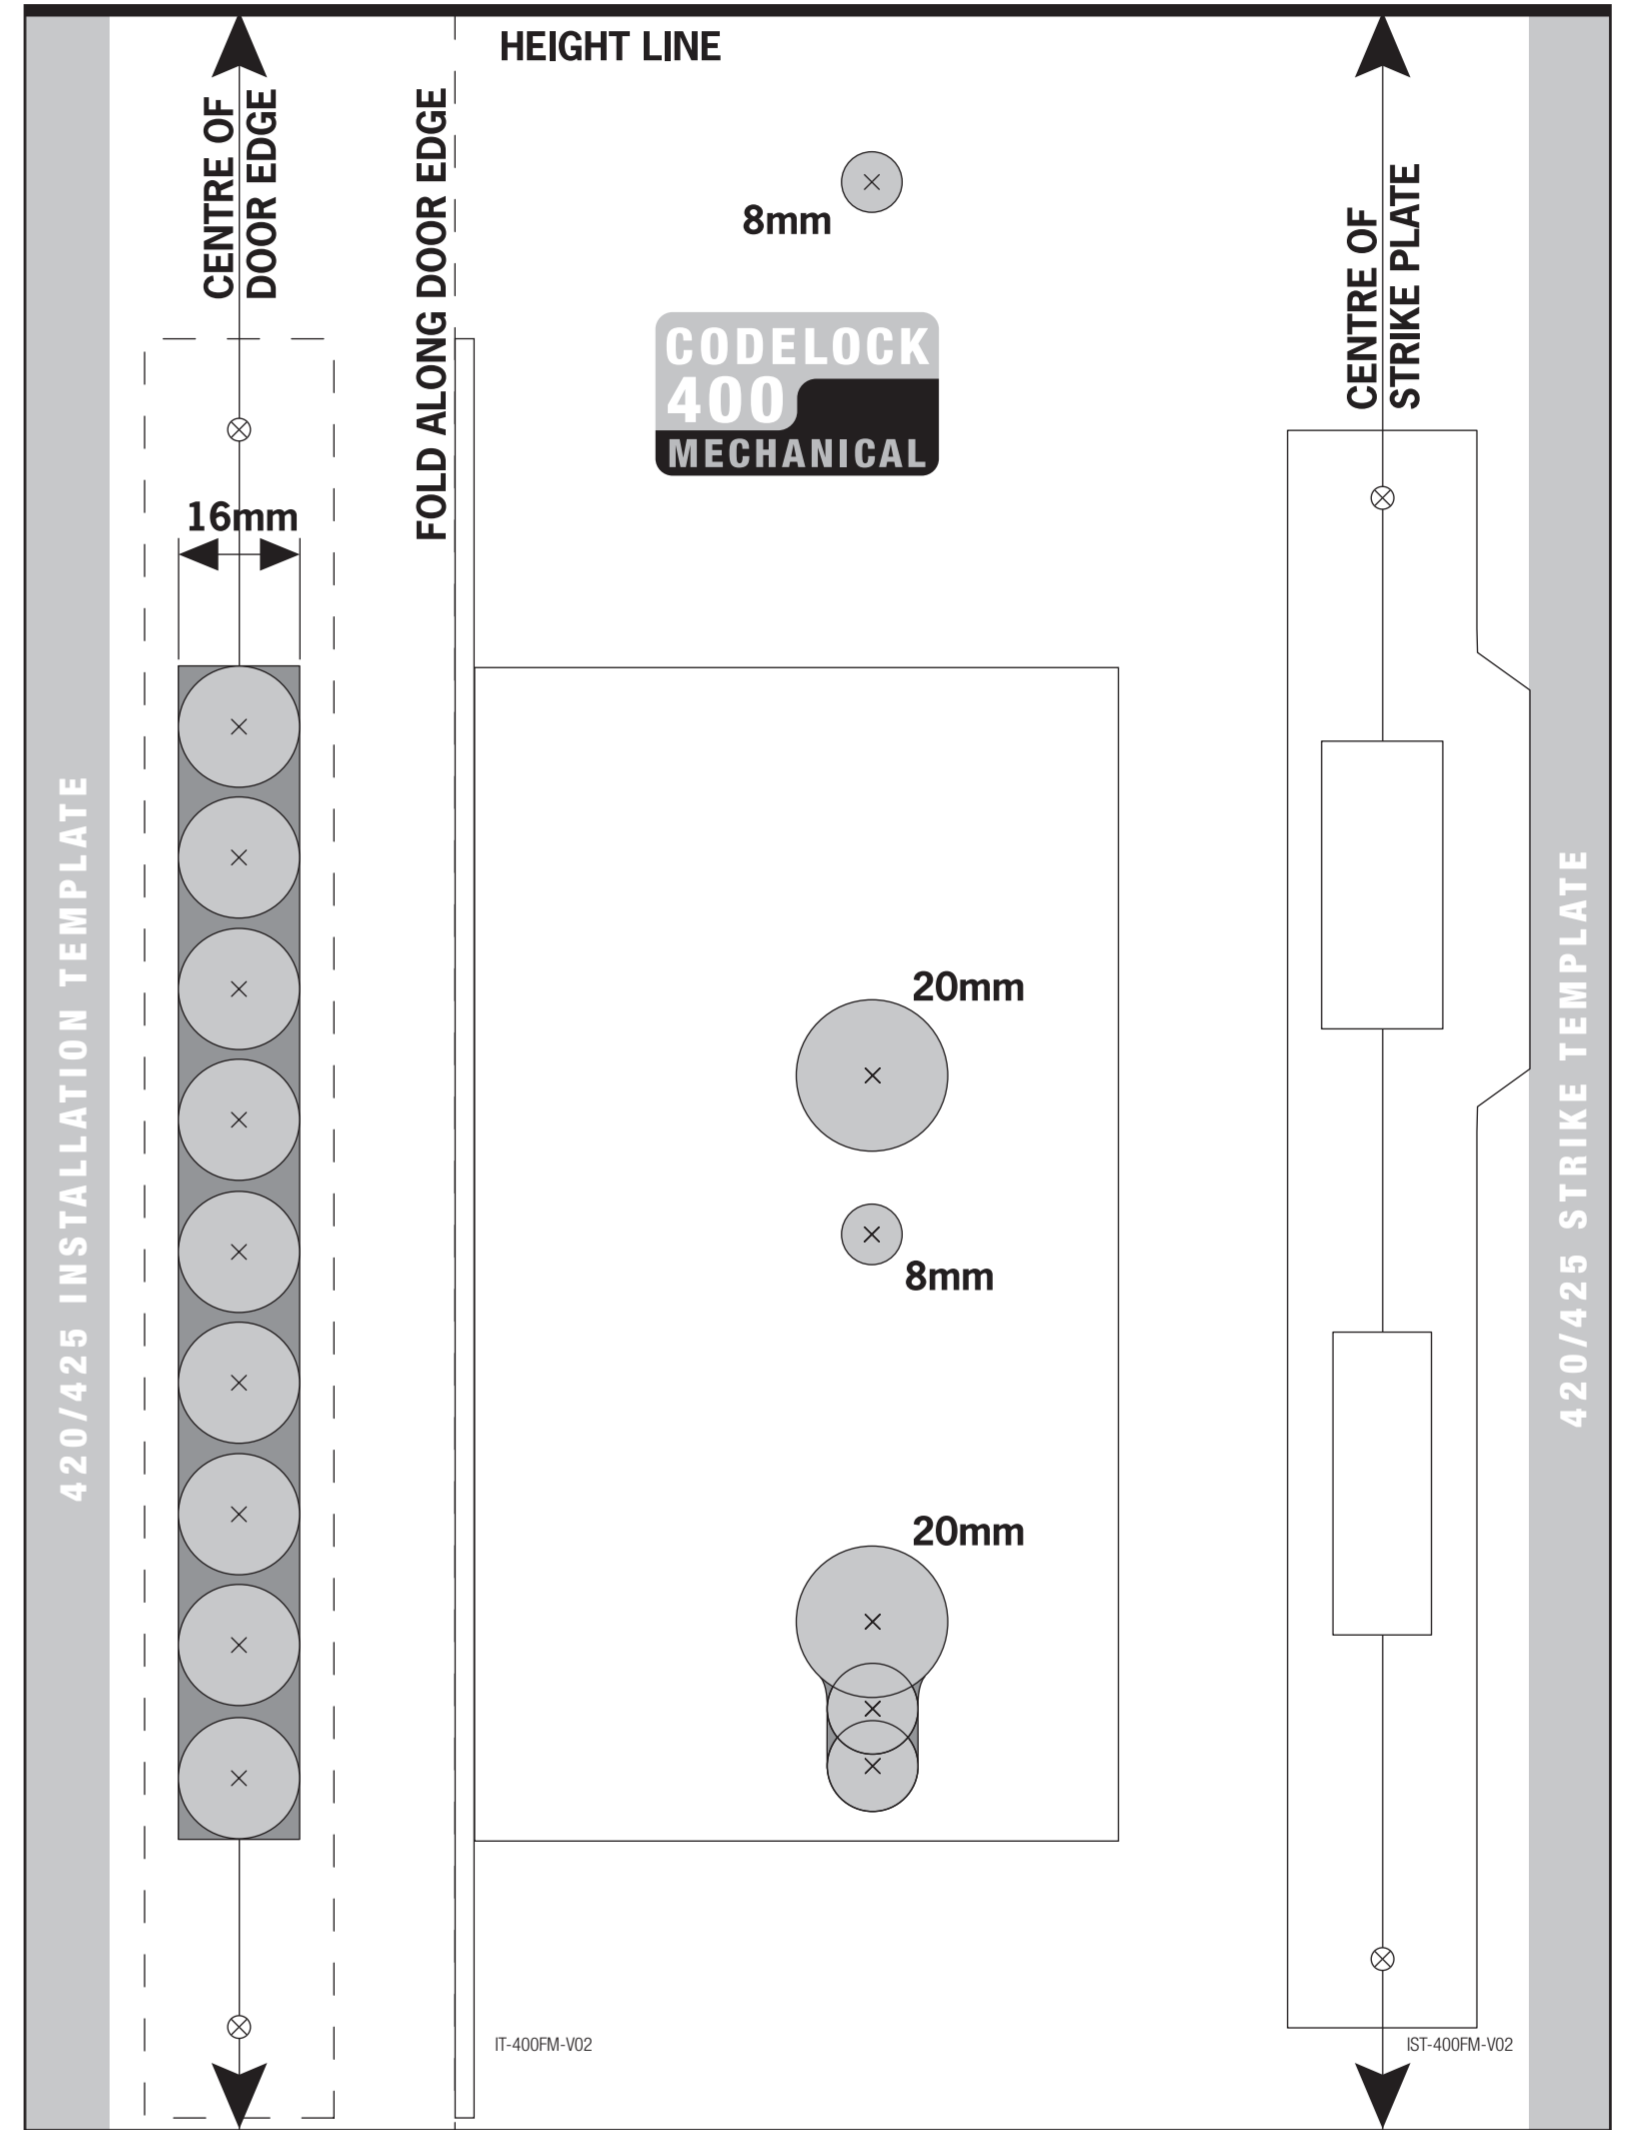 HEIGHT LINE
CENTRE OF
DOOR EDGE
FOLD ALONG DOOR EDGE
8mm
CENTRE OF
STRIKE PLATE
CODELOCK
400
MECHANICAL
16mm
420/425 INSTALLATION TEMPLATE
20mm
8mm
20mm
420/425 STRIKE TEMPLATE
IT-400FM-V02
IST-400FM-V02